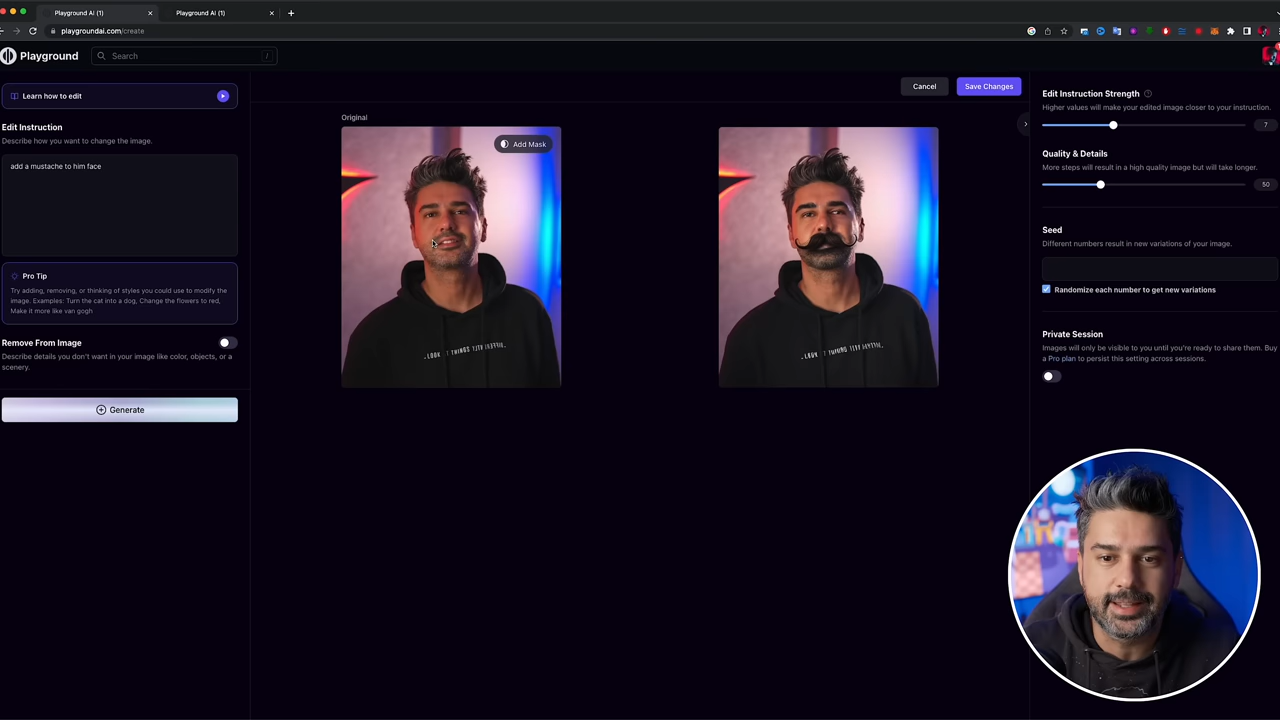 Playground AI (1)
Playground AI (1)
playgroundai.com/create
Playground
Search
/
Learn how to edit
Edit Instruction
Describe how you want to change the image.
add a mustache to him face
Pro Tip
Try adding, removing, or thinking of styles you could use to modify the
image. Examples: Turn the cat into a dog, Change the flowers to red,
Make it more like van gogh
Remove From Image
Describe details you don't want in your image like color, objects, or a
scenery.
Generate
Cancel
Save Changes
Original
Add Mask
Edit Instruction Strength
Higher values will make your edited image closer to your instruction.
7
Quality & Details
More steps will result in a high quality image but will take longer.
50
Seed
Different numbers result in new variations of your image.
Randomize each number to get new variations
Private Session
Images will only be visible to you until you're ready to share them. Buy
a Pro plan to persist this setting across sessions.